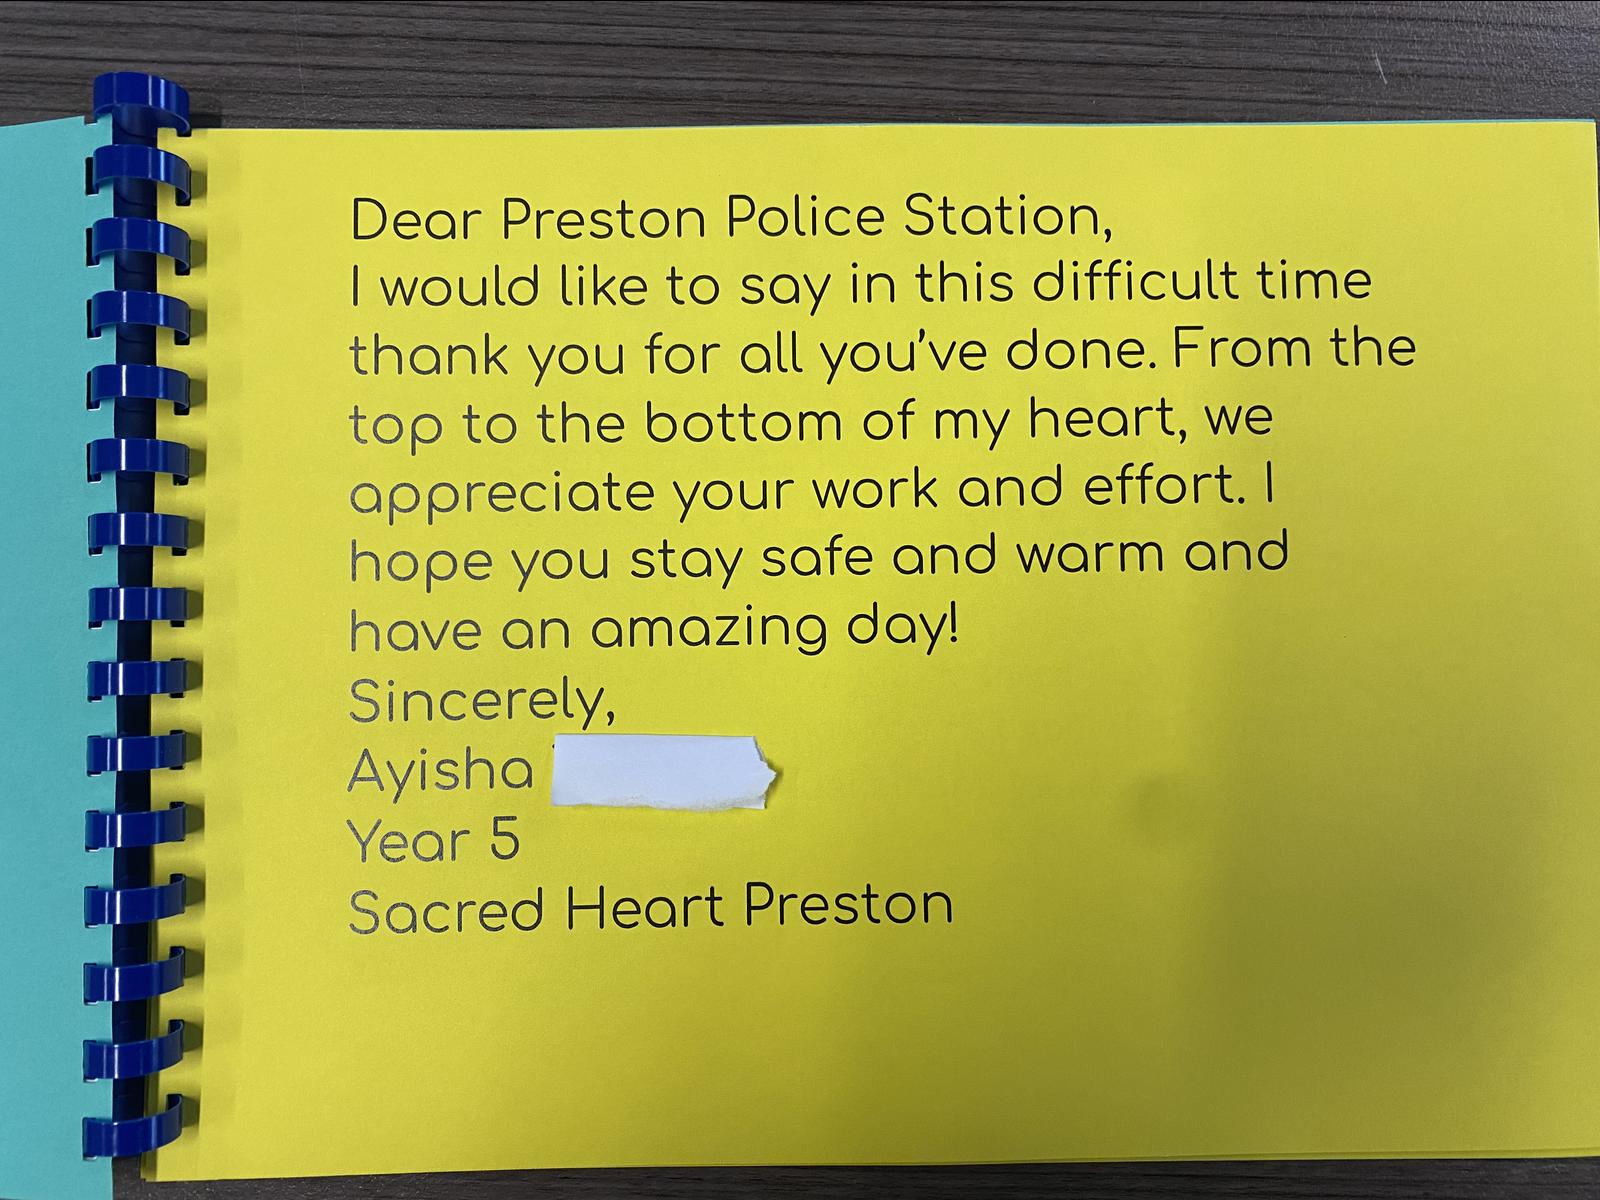 Dear Preston Police Station,
I would like to say in this difficult time
thank you for all you've done. From the
top to the bottom of my heart, we
appreciate your work and effort. I
hope you stay safe and warm and
have an amazing day!
Sincerely,
Ayisha
Year 5
Sacred Heart Preston